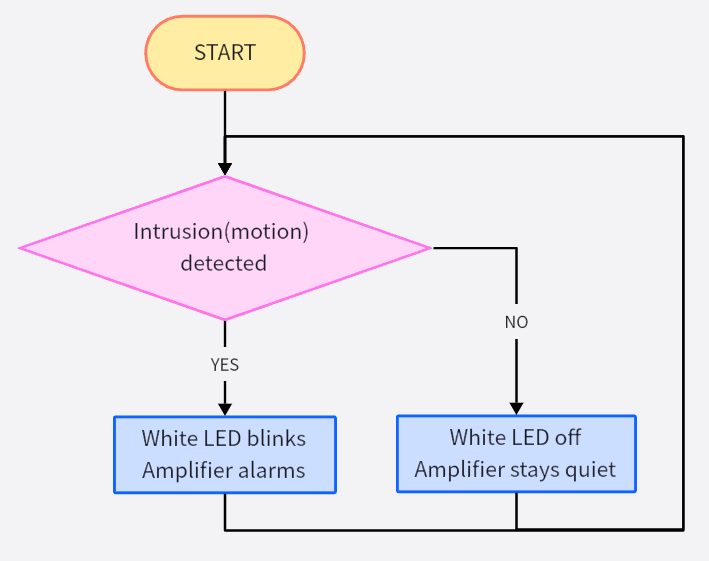 START
Intrusion(motion)
detected
NO
YES
White LED blinks
Amplifier alarms
White LED off
Amplifier stays quiet